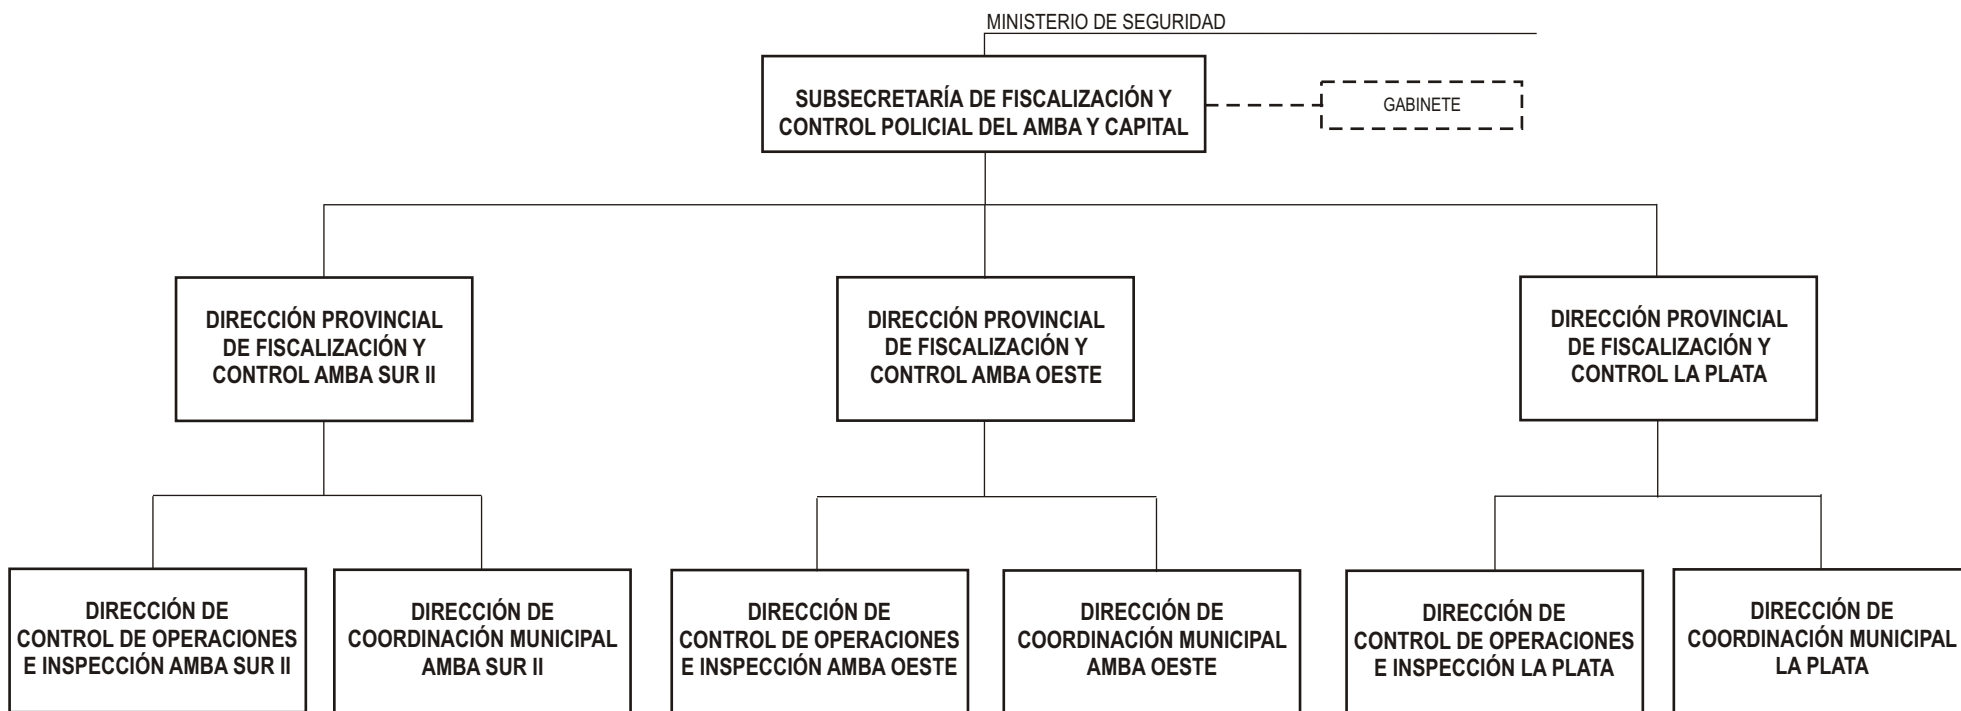 MINISTERIO DE SEGURIDAD
SUBSECRETARÍA DE FISCALIZACIÓN Y
CONTROL POLICIAL DEL AMBA Y CAPITAL
GABINETE
DIRECCIÓN PROVINCIAL
DE FISCALIZACIÓN Y
CONTROL AMBA SUR II
DIRECCIÓN PROVINCIAL
DE FISCALIZACIÓN Y
CONTROL AMBA OESTE
DIRECCIÓN PROVINCIAL
DE FISCALIZACIÓN Y
CONTROL LA PLATA
DIRECCIÓN DE
CONTROL DE OPERACIONES
E INSPECCIÓN AMBA SUR II
DIRECCIÓN DE
COORDINACIÓN MUNICIPAL
AMBA SUR II
DIRECCIÓN DE
CONTROL DE OPERACIONES
E INSPECCIÓN AMBA OESTE
DIRECCIÓN DE
COORDINACIÓN MUNICIPAL
AMBA OESTE
DIRECCIÓN DE
CONTROL DE OPERACIONES
E INSPECCIÓN LA PLATA
DIRECCIÓN DE
COORDINACIÓN MUNICIPAL
LA PLATA